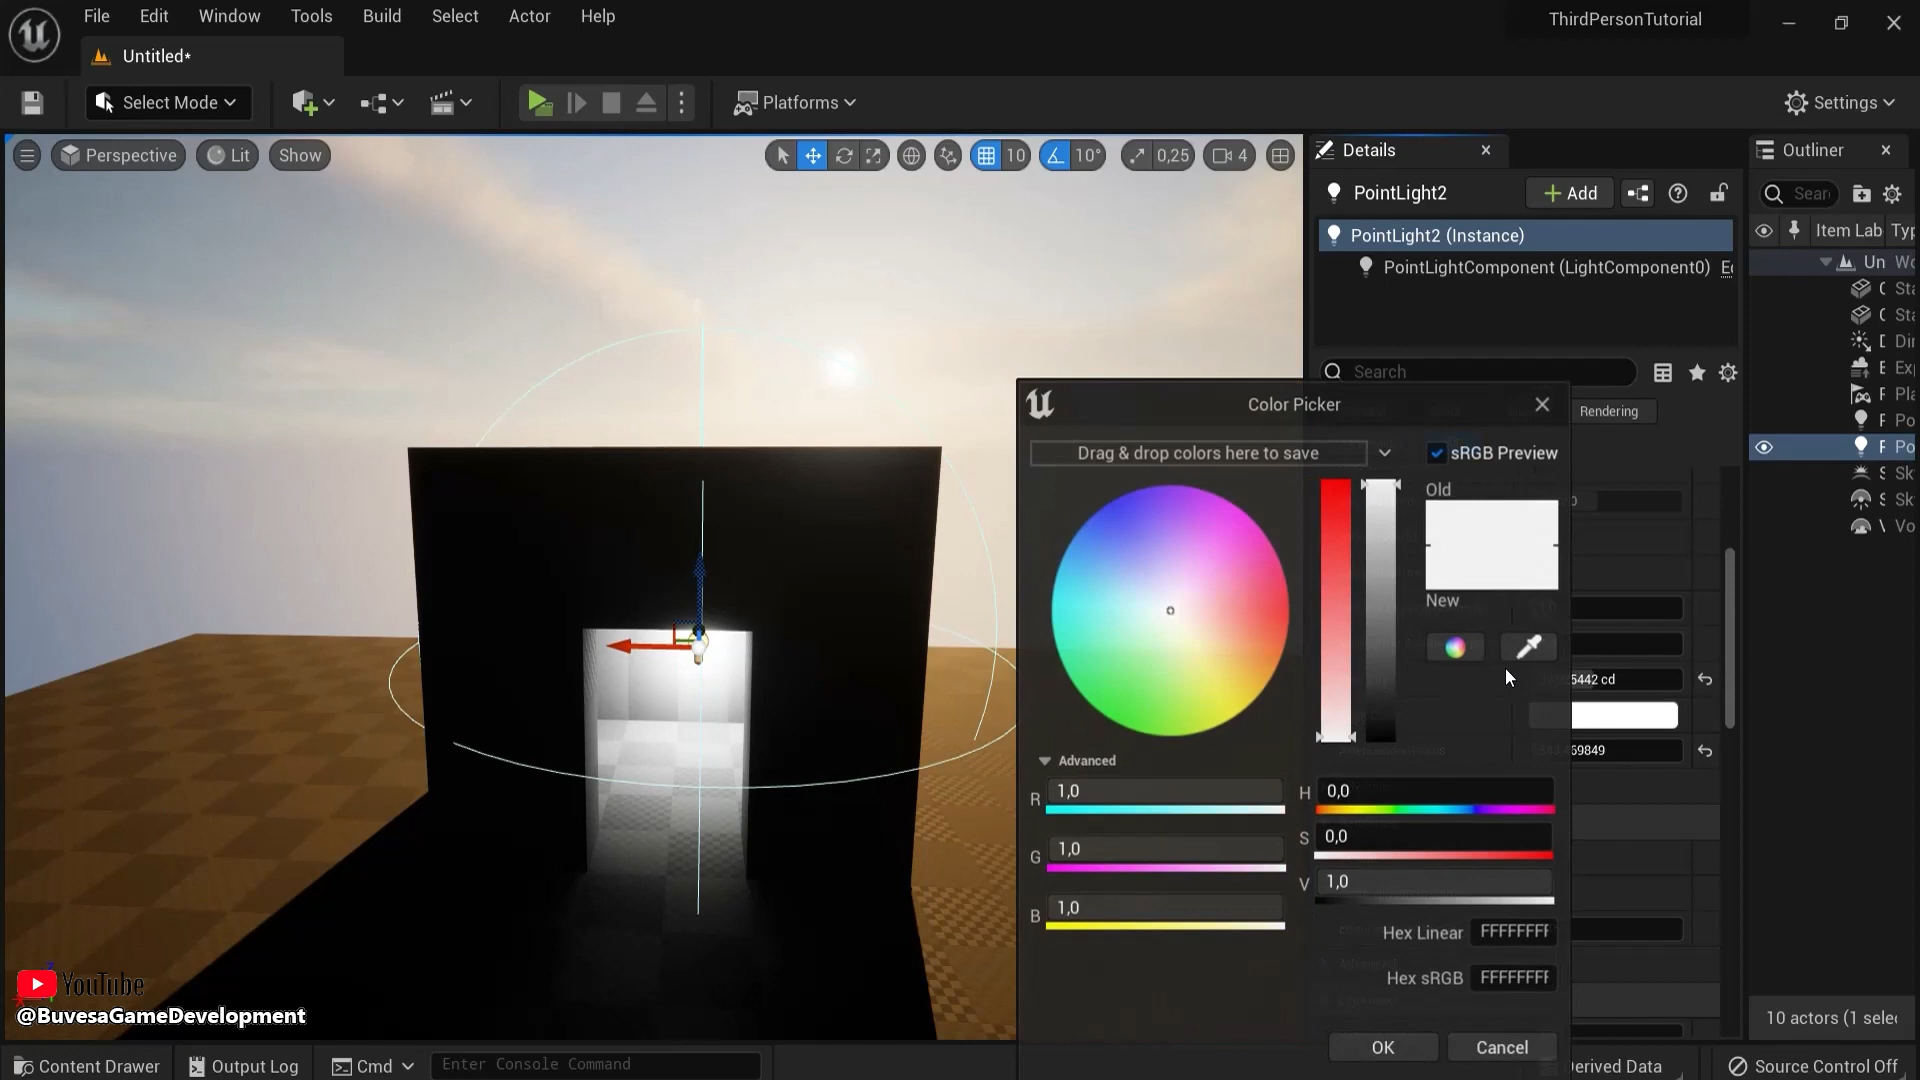 File Edit Window Tools Build Select Actor Help
ThirdPersonTutorial
Untitled*
Select Mode
Platforms
Settings
Perspective Lit Show
10 10° 0,25 4
Details
Outliner
PointLight2
Add
Sear
PointLight2 (Instance)
Item Lab Typ
PointLightComponent (LightComponent0)
Un Wo
Sta
Sta
Dir
E Exp
Pla
Po
Po
Sk
S Sk
V Vo
Search
Color Picker
Rendering
Drag & drop colors here to save
sRGB Preview
Old
New
5442 cd
469849
Advanced
R 1,0
H 0,0
G 1,0
S 0,0
B 1,0
V 1,0
Hex Linear FFFFFFFF
Hex sRGB FFFFFFFF
OK Cancel
10 actors (1 selec
YouTube
@BuvesaGameDevelopment
Content Drawer Output Log Cmd Enter Console Command
Derived Data Source Control Off